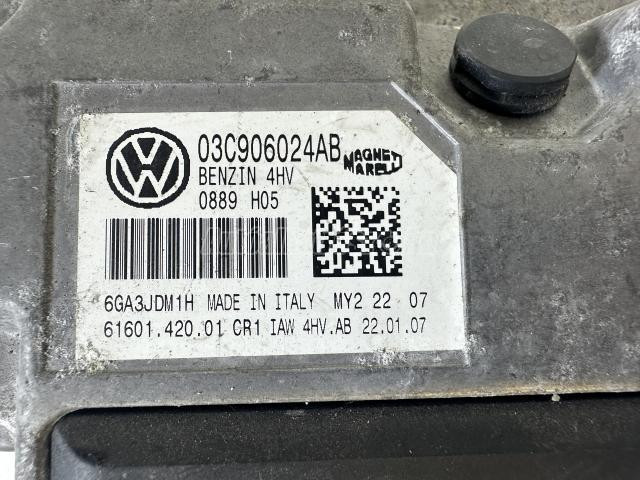 03C906024AB
MAGNETI
MARELLI
BENZIN 4HV
0889 H05
6GA3JDM1H MADE IN ITALY MY2 22 07
61601.420.01 CR1 IAW 4HV.AB 22.01.07